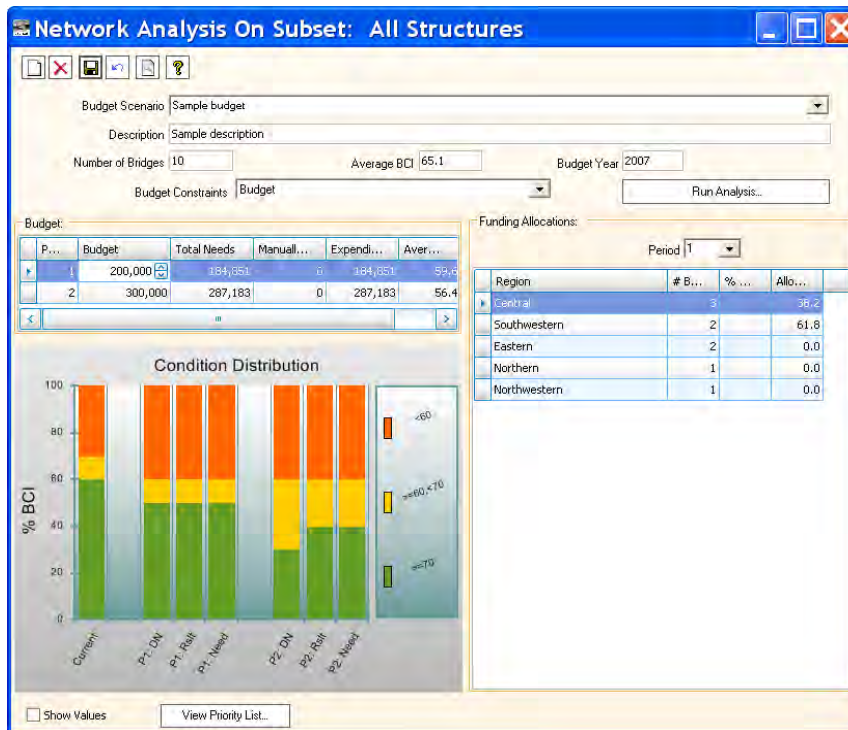 Network Analysis On Subset: All Structures
Budget Scenario Sample budget
Description Sample description
Number of Bridges 10 Average BCI 65.1 Budget Year 2007
Budget Constraints Budget Run Analysis...
Budget:
P... Budget Total Needs Manuall... Expendi... Aver...
1 200,000 184,851 0 184,851 59.6
2 300,000 287,183 0 287,183 56.4
Funding Allocations:
Period 1
Region # B... % ... Allo...
Central 3 38.2
Southwestern 2 61.8
Eastern 2 0.0
Northern 1 0.0
Northwestern 1 0.0
Condition Distribution
% BCI
100
80
60
40
20
0
Current P1: DN P1: Rslt P1: Need P2: DN P2: Rslt P2: Need
<60
>=60,<70
>=70
Show Values View Priority List...